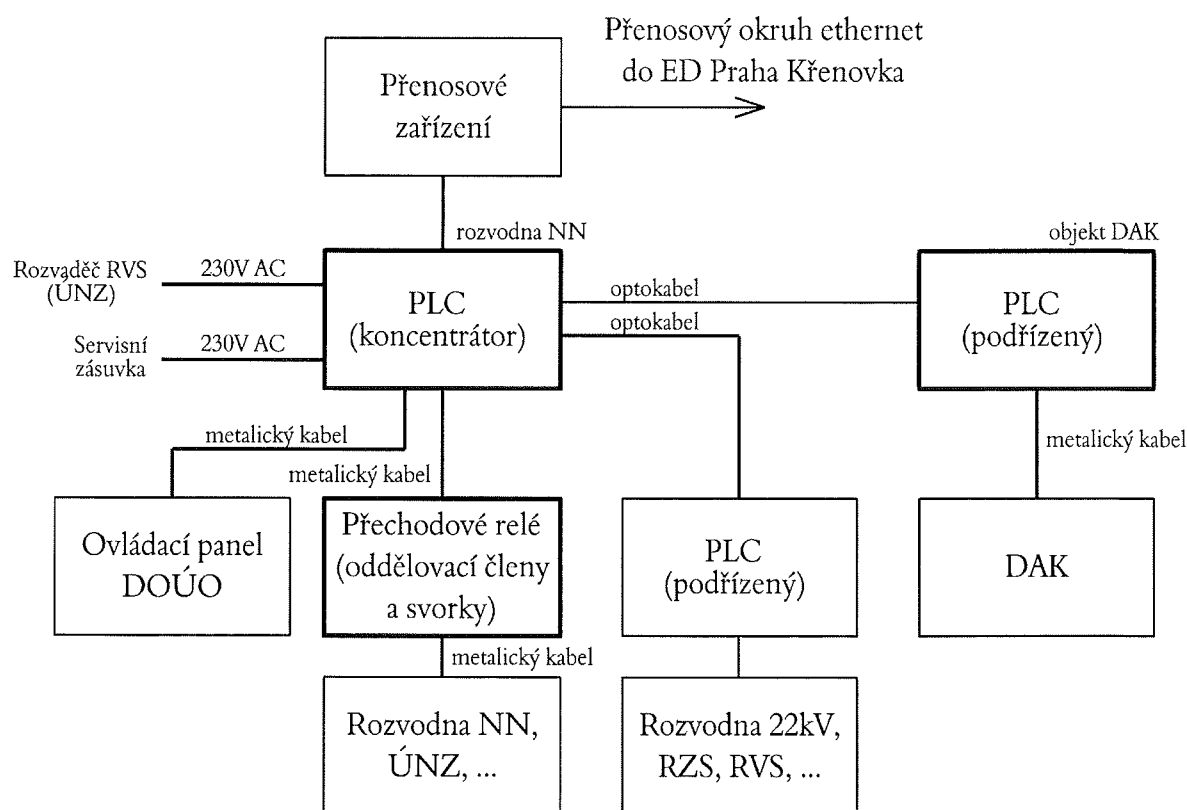 Přenosový okruh ethernet
do ED Praha Křenovka
Přenosové
zařízení
rozvodna NN
objekt DAK
Rozvaděč RVS
(ÚNZ)
230V AC
PLC
(koncentrátor)
optokabel
optokabel
PLC
(podřízený)
Servisní
zásuvka
230V AC
metalický kabel
metalický kabel
metalický kabel
Ovládací panel
DOÚO
Přechodové relé
(oddělovací členy
a svorky)
PLC
(podřízený)
DAK
metalický kabel
Rozvodna NN,
ÚNZ, ...
Rozvodna 22kV,
RZS, RVS, ...